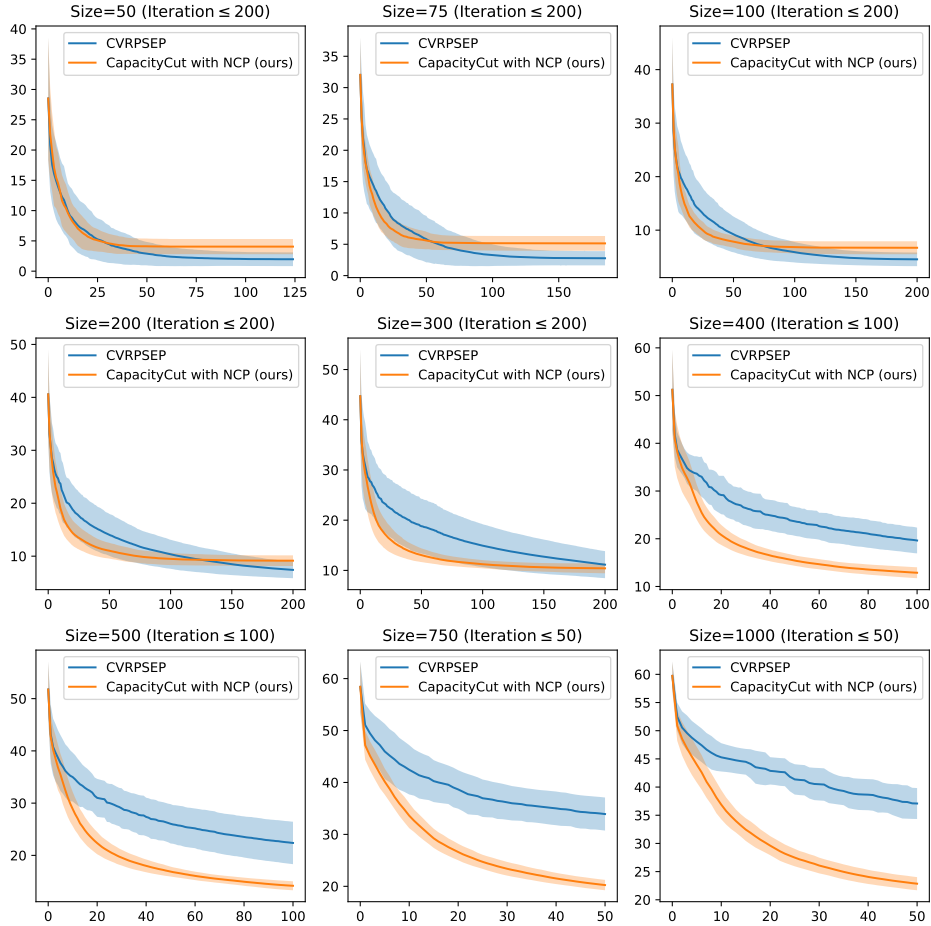 Size=50 (Iteration ≤ 200)
CVRPSEP
CapacityCut with NCP (ours)
40
35
30
25
20
15
10
5
0
0 25 50 75 100 125
Size=75 (Iteration ≤ 200)
CVRPSEP
CapacityCut with NCP (ours)
35
30
25
20
15
10
5
0
0 50 100 150
Size=100 (Iteration ≤ 200)
CVRPSEP
CapacityCut with NCP (ours)
40
30
20
10
0 50 100 150 200
Size=200 (Iteration ≤ 200)
CVRPSEP
CapacityCut with NCP (ours)
50
40
30
20
10
0 50 100 150 200
Size=300 (Iteration ≤ 200)
CVRPSEP
CapacityCut with NCP (ours)
50
40
30
20
10
0 50 100 150 200
Size=400 (Iteration ≤ 100)
CVRPSEP
CapacityCut with NCP (ours)
60
50
40
30
20
10
0 20 40 60 80 100
Size=500 (Iteration ≤ 100)
CVRPSEP
CapacityCut with NCP (ours)
50
40
30
20
0 20 40 60 80 100
Size=750 (Iteration ≤ 50)
CVRPSEP
CapacityCut with NCP (ours)
60
50
40
30
20
0 10 20 30 40 50
Size=1000 (Iteration ≤ 50)
CVRPSEP
CapacityCut with NCP (ours)
60
55
50
45
40
35
30
25
20
0 10 20 30 40 50